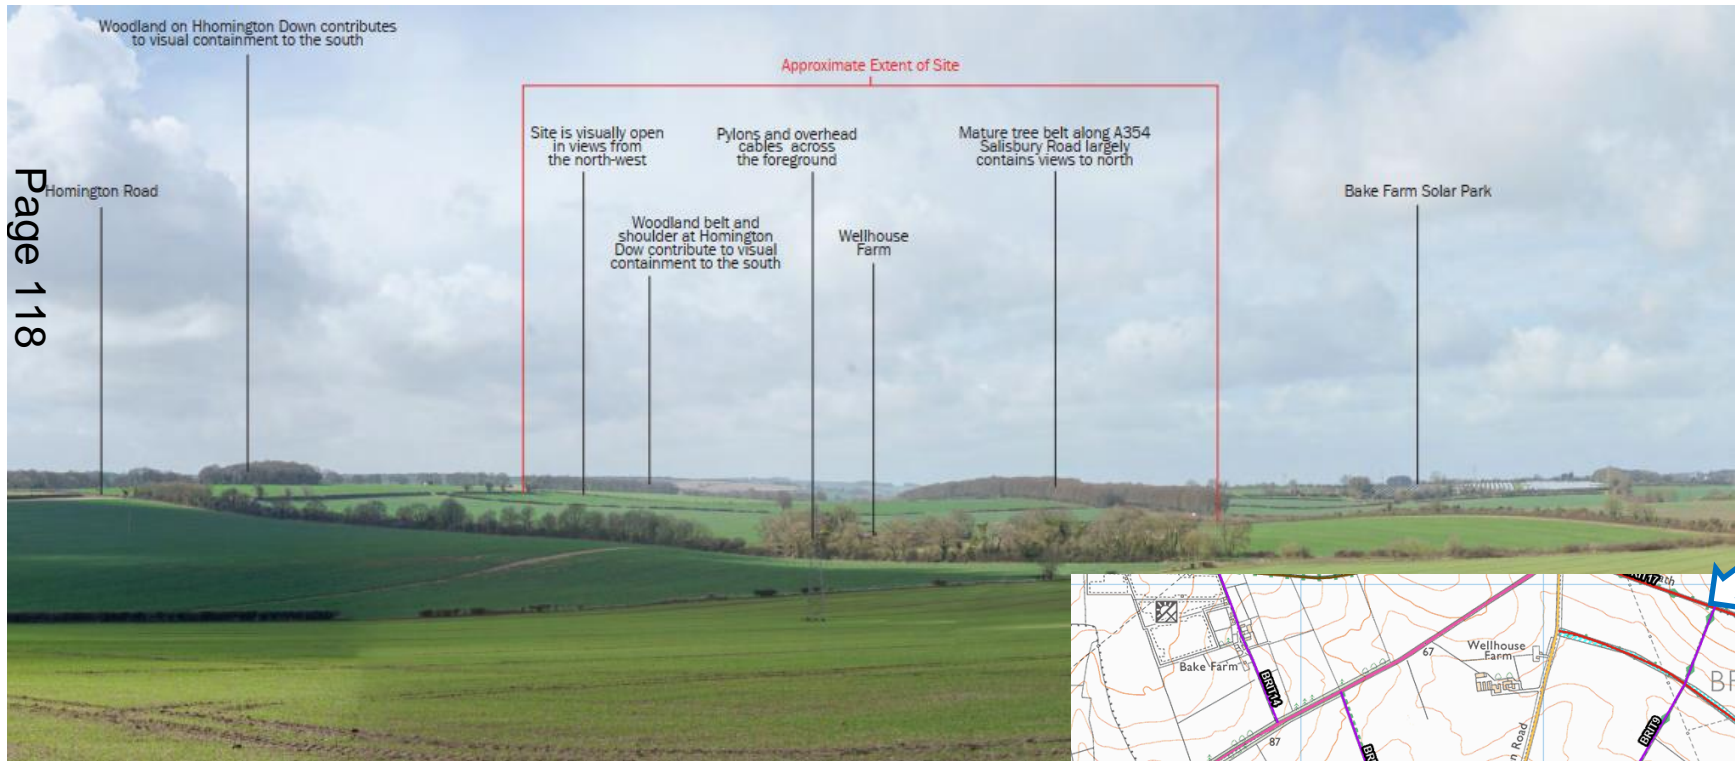 Woodland on Hhomington Down contributes
to visual containment to the south
Approximate Extent of Site
Site is visually open
in views from
the north-west
Pylons and overhead
cables across
the foreground
Mature tree belt along A354
Salisbury Road largely
contains views to north
Page 118
Homington Road
Bake Farm Solar Park
Woodland belt and
shoulder at Homington
Dow contribute to visual
containment to the south
Wellhouse
Farm
Bake Farm
BRIT14
67
87
Wellhouse
Farm
Road
BRIT9